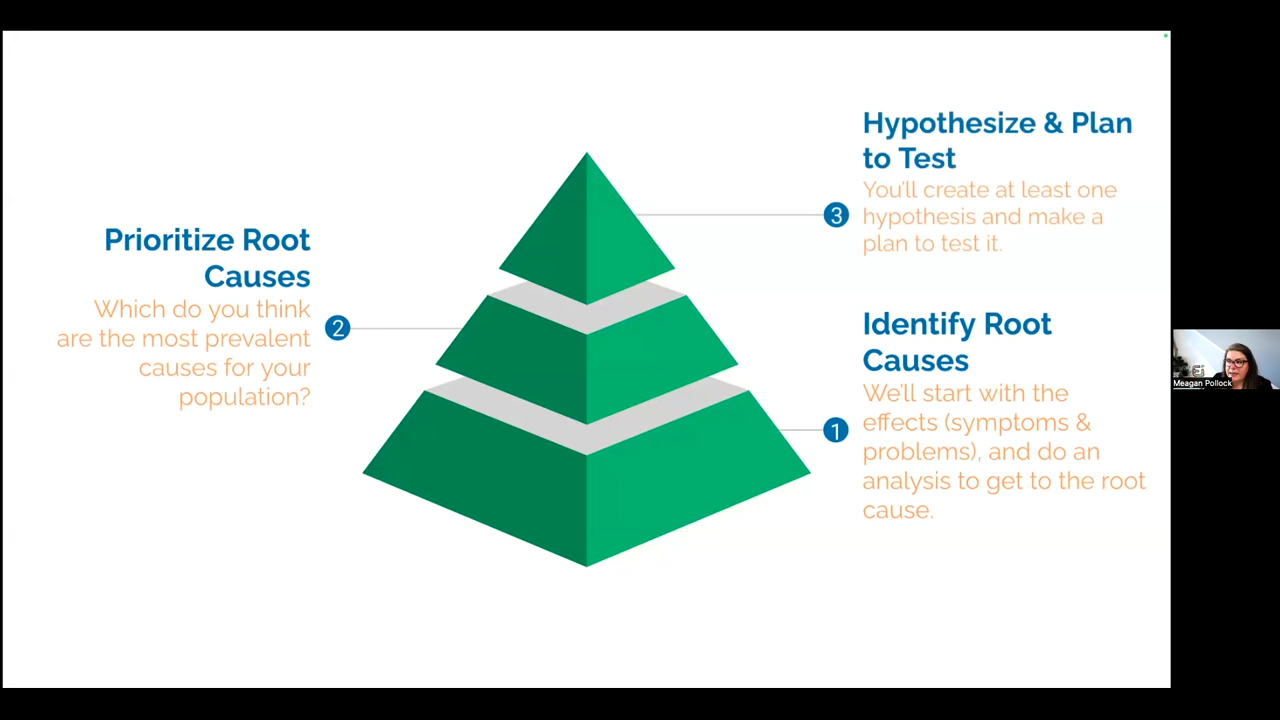 Hypothesize & Plan
to Test
You'll create at least one
hypothesis and make a
plan to test it.
3
Prioritize Root
Causes
Which do you think
are the most prevalent
causes for your
population?
2
Identify Root
Causes
We'll start with the
effects (symptoms &
problems), and do an
analysis to get to the root
cause.
1
Meagan Pollock